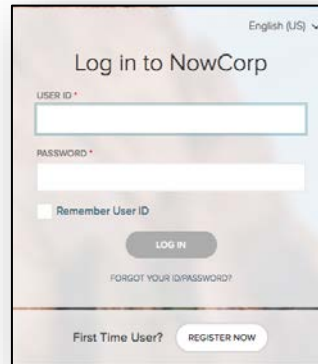 English (US)
Log in to NowCorp
USER ID *
PASSWORD *
Remember User ID
LOG IN
FORGOT YOUR ID/PASSWORD?
First Time User? REGISTER NOW